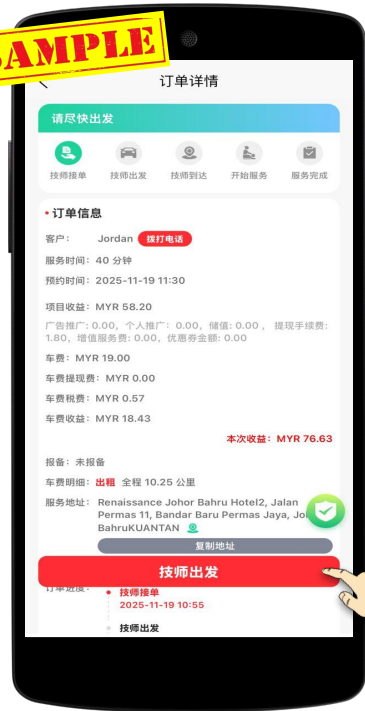 SAMPLE
订单详情
请尽快出发
技师接单 技师出发 技师到达 开始服务 服务完成
• 订单信息
客户： Jordan 拨打电话
服务时间：40 分钟
预约时间：2025-11-19 11:30
项目收益：MYR 58.20
广告推广：0.00，个人推广：0.00，储值：0.00，提现手续费：
1.80，增值服务费：0.00，优惠券金额：0.00
车费：MYR 19.00
车费提现费：MYR 0.00
车费税费：MYR 0.57
车费收益：MYR 18.43
本次收益：MYR 76.63
报备：未报备
车费明细：出租 全程 10.25 公里
服务地址：Renaissance Johor Bahru Hotel2, Jalan
Permas 11, Bandar Baru Permas Jaya, Jo
BahruKUANTAN
复制地址
技师出发
订单进度：
技师接单
2025-11-19 10:55
技师出发